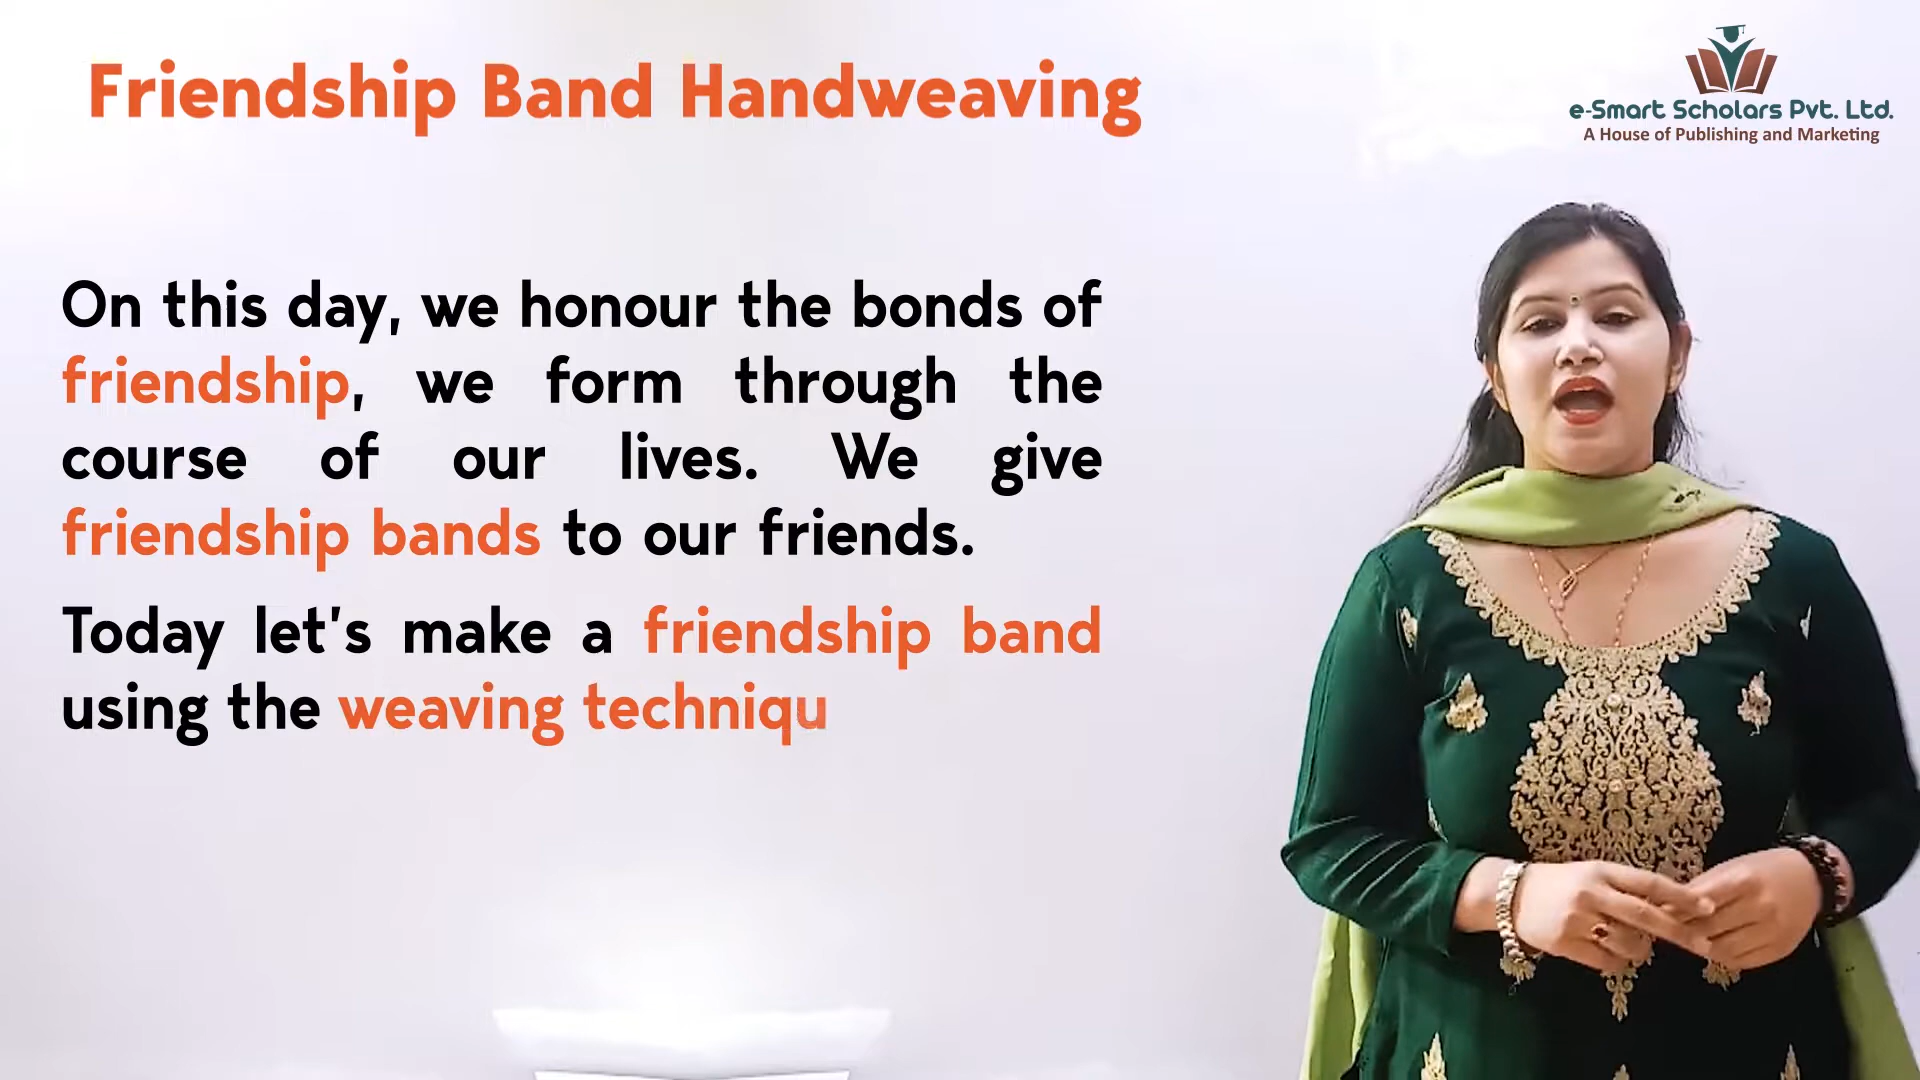 Friendship Band Handweaving
e-Smart Scholars Pvt. Ltd.
A House of Publishing and Marketing
On this day, we honour the bonds of
friendship, we form through the
course of our lives. We give
friendship bands to our friends.
Today let's make a friendship band
using the weaving techniqu